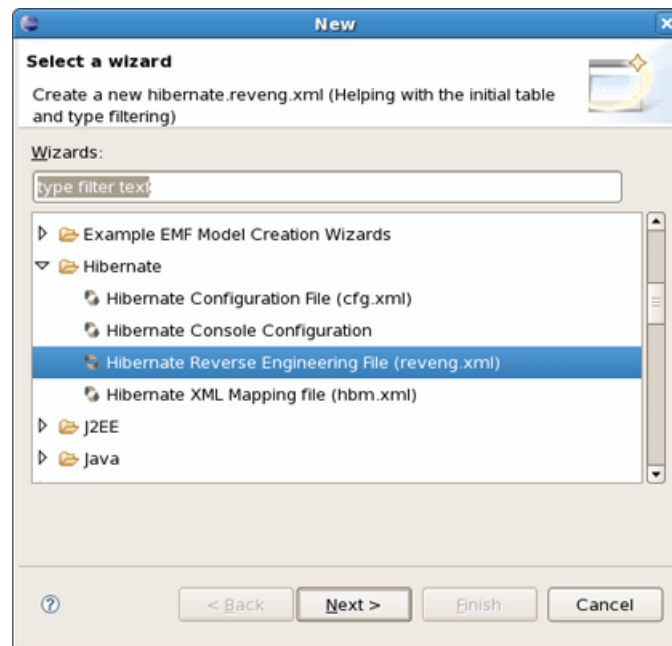 New
Select a wizard
Create a new hibernate.reveng.xml (Helping with the initial table
and type filtering)
Wizards:
type filter text
Example EMF Model Creation Wizards
Hibernate
Hibernate Configuration File (cfg.xml)
Hibernate Console Configuration
Hibernate Reverse Engineering File (reveng.xml)
Hibernate XML Mapping file (hbm.xml)
J2EE
Java
? < Back Next > Finish Cancel